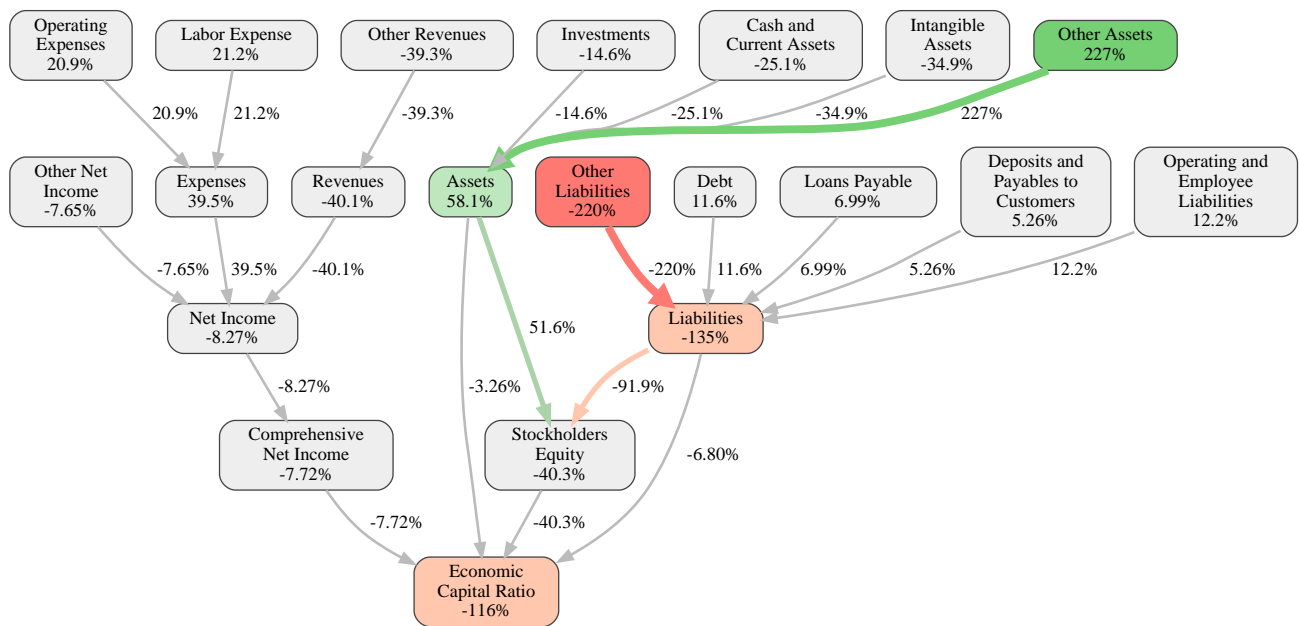 Operating
Expenses
20.9%
Labor Expense
21.2%
Other Revenues
-39.3%
Investments
-14.6%
Cash and
Current Assets
-25.1%
Intangible
Assets
-34.9%
Other Assets
227%
20.9%
21.2%
-39.3%
-14.6%
-25.1%
-34.9%
227%
Other Net
Income
-7.65%
Expenses
39.5%
Revenues
-40.1%
Assets
58.1%
Other
Liabilities
-220%
Debt
11.6%
Loans Payable
6.99%
Deposits and
Payables to
Customers
5.26%
Operating and
Employee
Liabilities
12.2%
-7.65%
39.5%
-40.1%
-220%
11.6%
6.99%
5.26%
12.2%
Net Income
-8.27%
51.6%
Liabilities
-135%
-8.27%
-3.26%
-91.9%
Comprehensive
Net Income
-7.72%
Stockholders
Equity
-40.3%
-6.80%
-7.72%
-40.3%
Economic
Capital Ratio
-116%